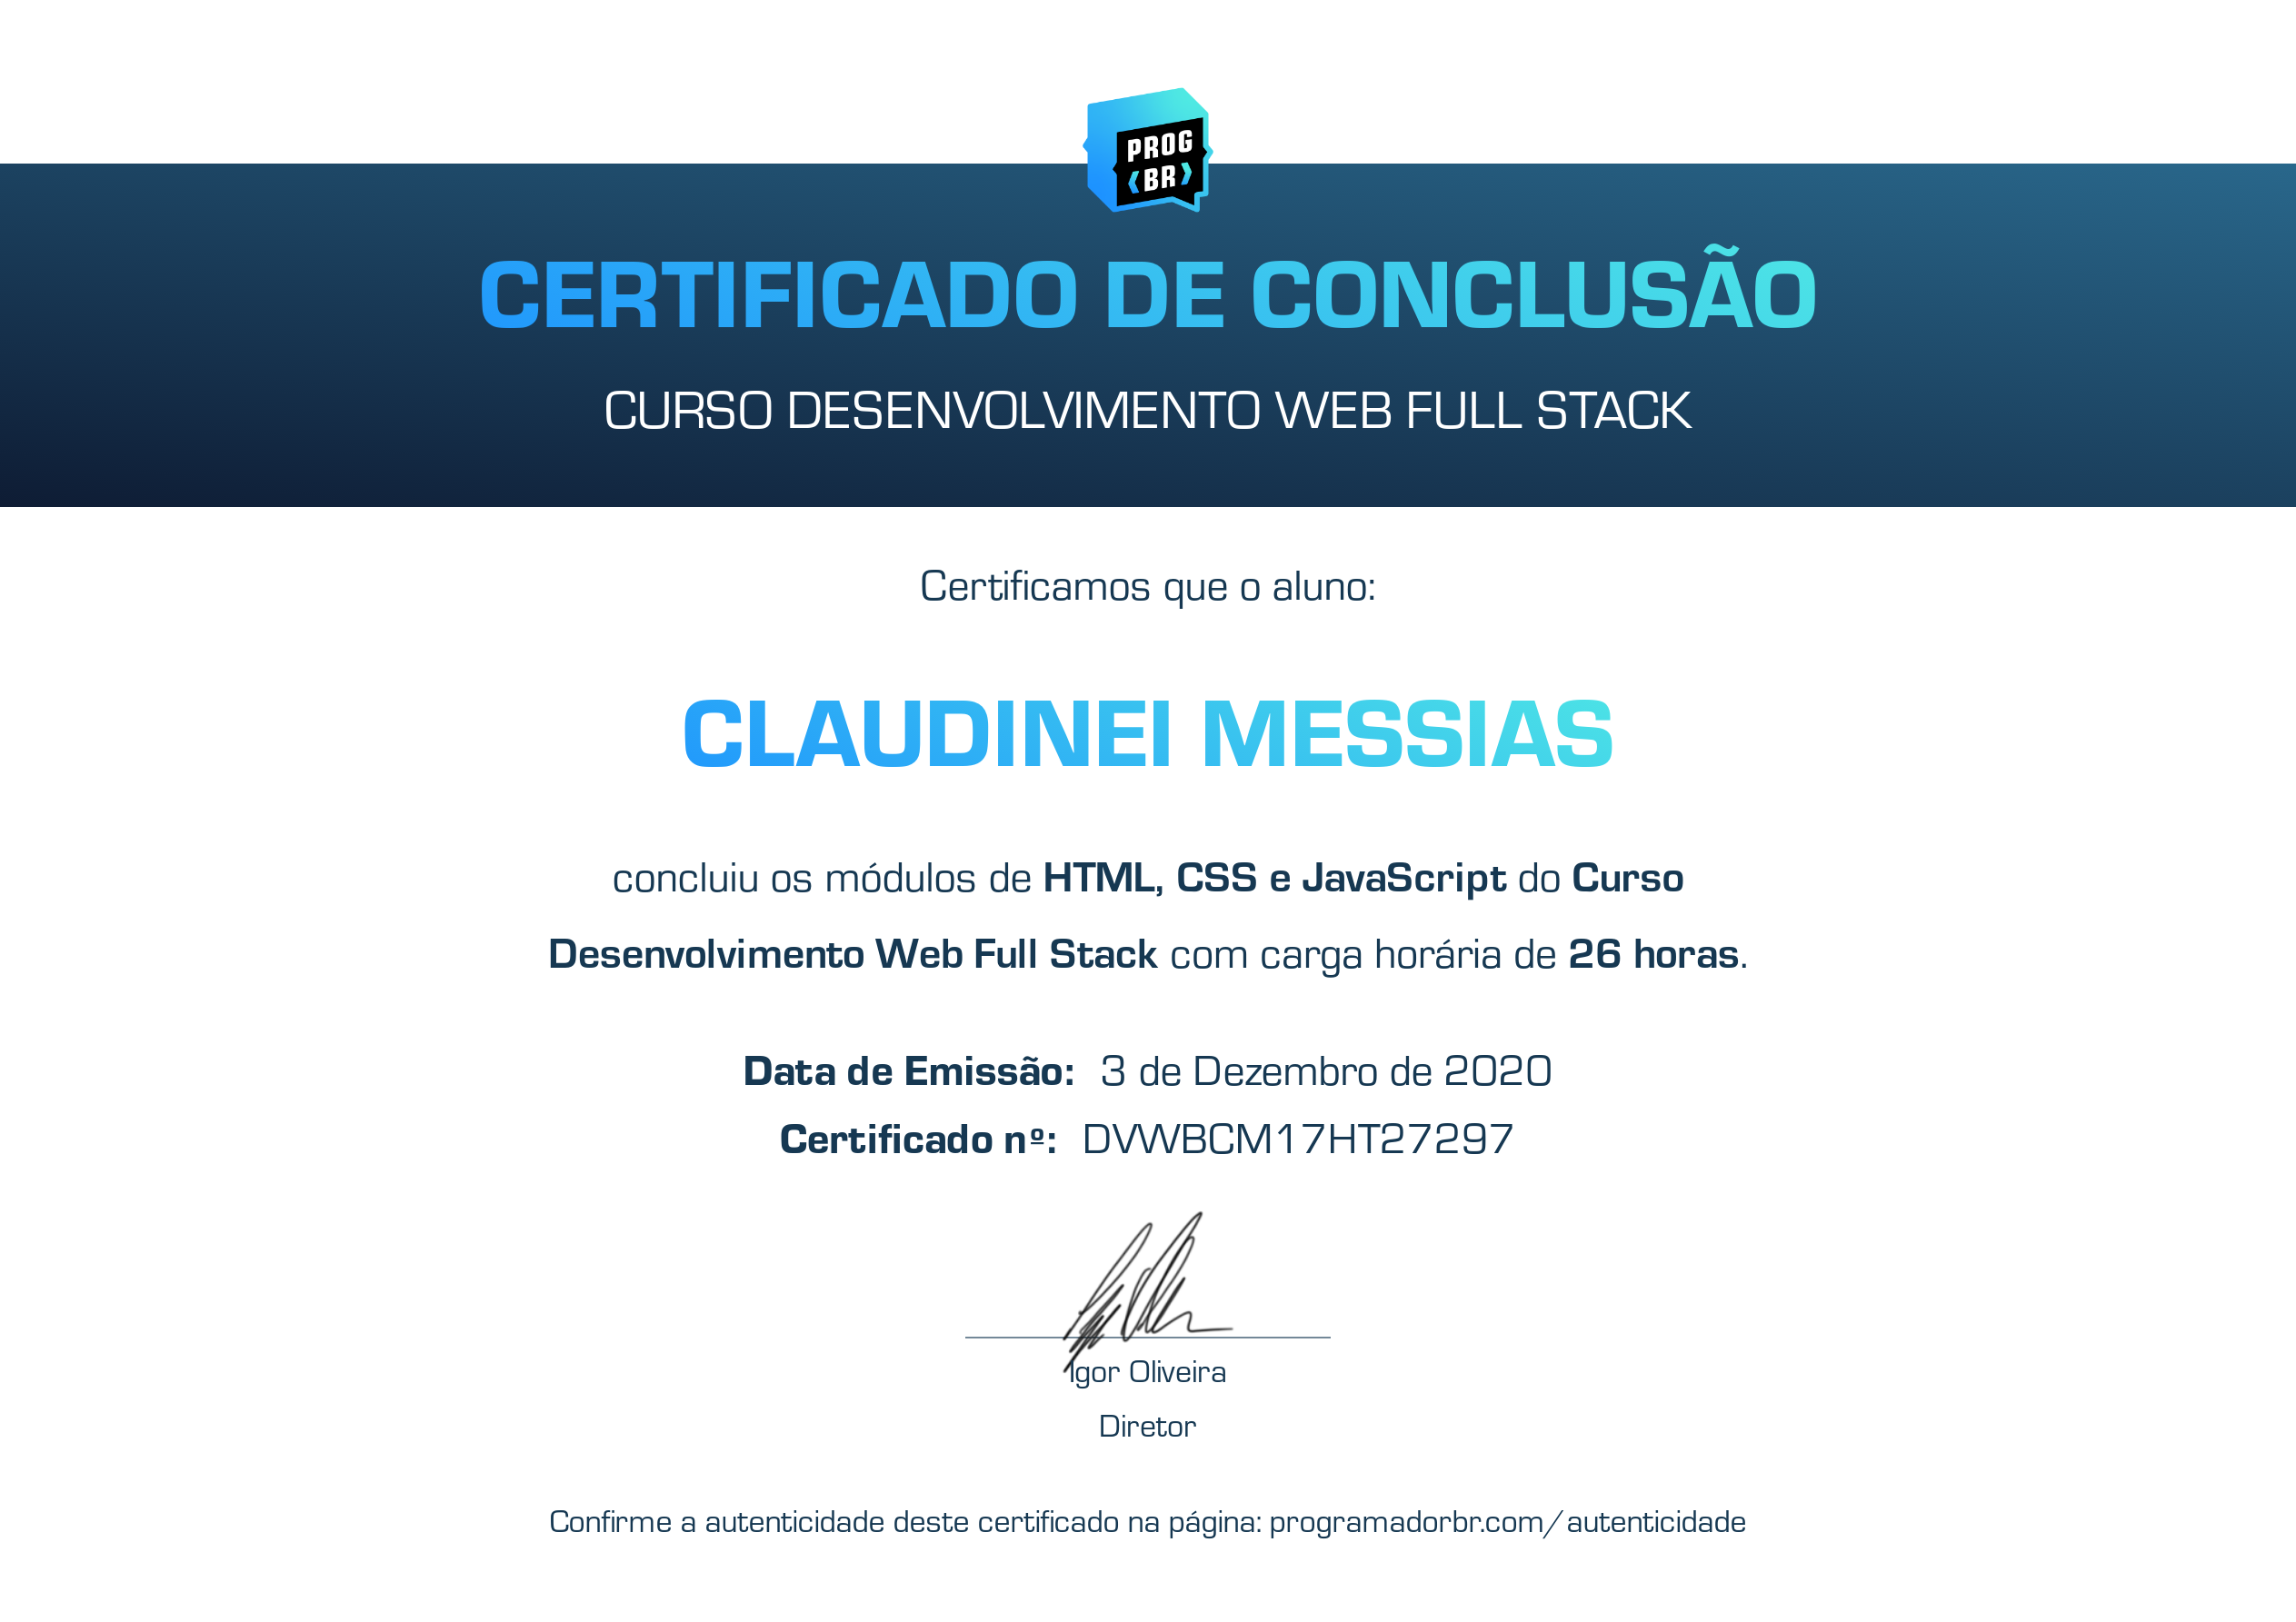 PROG
BR
CERTIFICADO DE CONCLUSÃO
CURSO DESENVOLVIMENTO WEB FULL STACK
Certificamos que o aluno:
CLAUDINEI MESSIAS
concluiu os módulos de HTML, CSS e JavaScript do Curso
Desenvolvimento Web Full Stack com carga horária de 26 horas.
Data de Emissão: 3 de Dezembro de 2020
Certificado nº: DVWBCM17HT27297
Igor Oliveira
Diretor
Confirme a autenticidade deste certificado na página: programadorbr.com/autenticidade